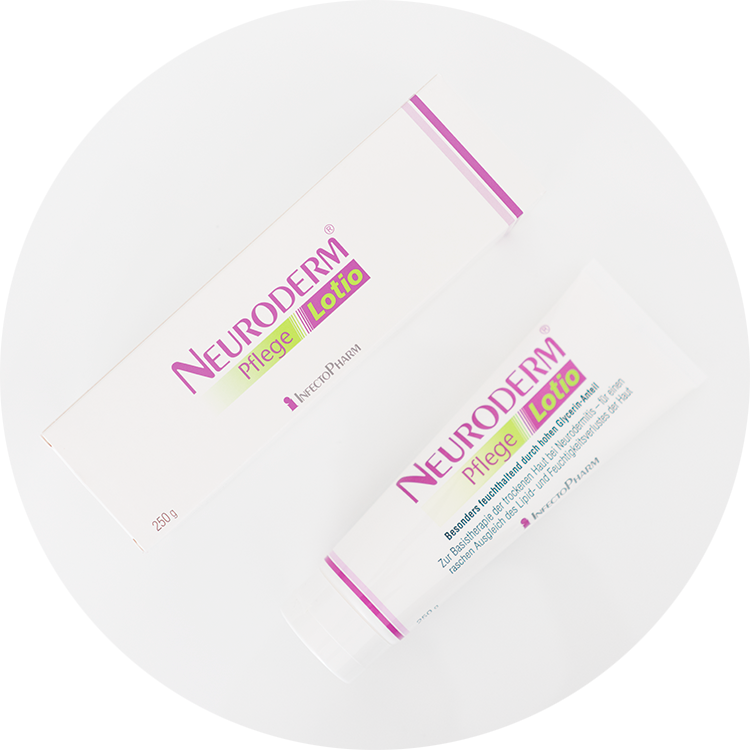 NEURODERM®
Pflege Lotio
INFECTOPHARM
250 g
NEURODERM®
Pflege Lotio
Besonders feuchthaltend durch hohen Glycerin-Anteil
Zur Basistherapie der trockenen Haut bei Neurodermitis – für einen
raschen Ausgleich des Lipid- und Feuchtigkeitsverlustes der Haut.
INFECTOPHARM
250 g